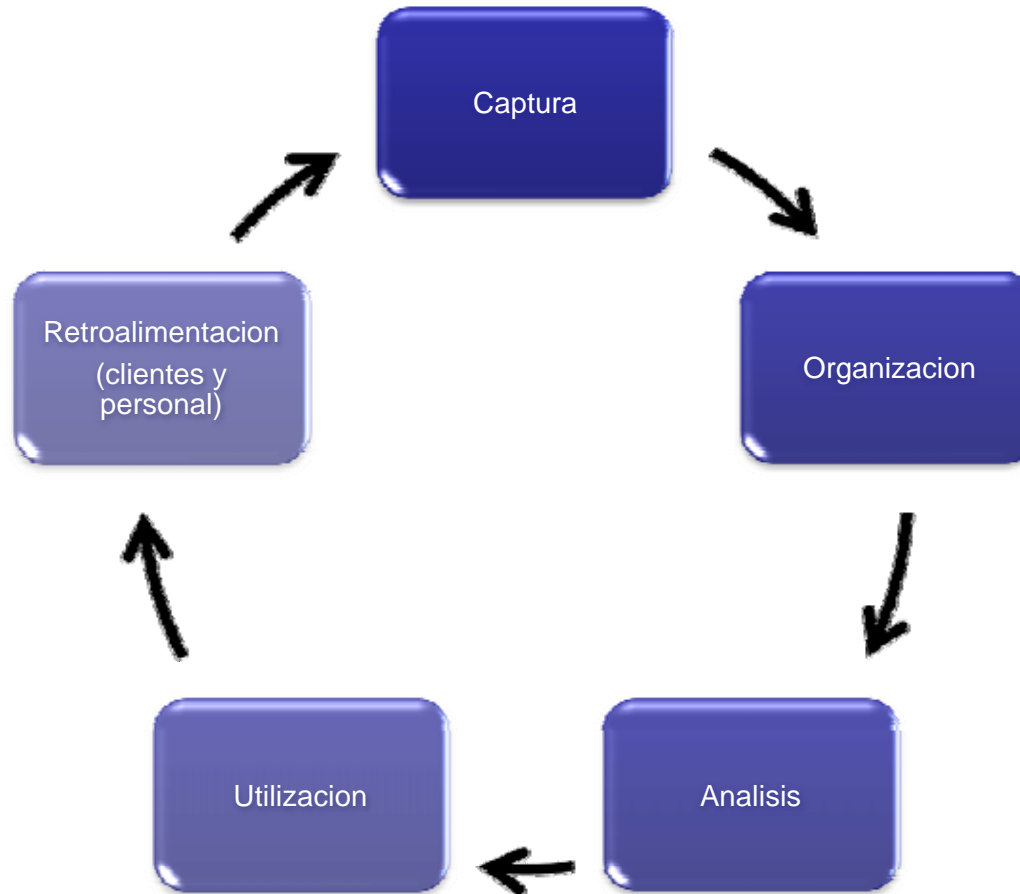 Captura
Organizacion
Analisis
Utilizacion
Retroalimentacion
(clientes y
personal)